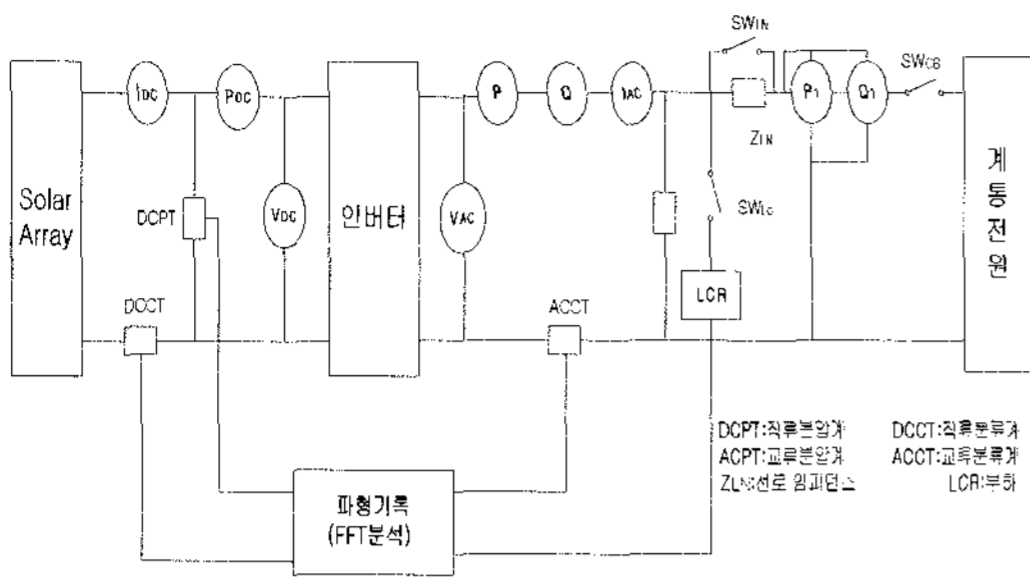 SWLN
IDC
PDC
P
Q
IAC
P1
Q1
SWCB
ZLN
Solar
Array
DCPT
VDC
인버터
VAC
SWLC
계통전원
DCCT
ACCT
LCR
DCPT:직류분압계
DCCT:직류분류계
ACPT:교류분압계
ACCT:교류분류계
ZLN:선로 임피던스
LCR:부하
파형기록
(FFT분석)